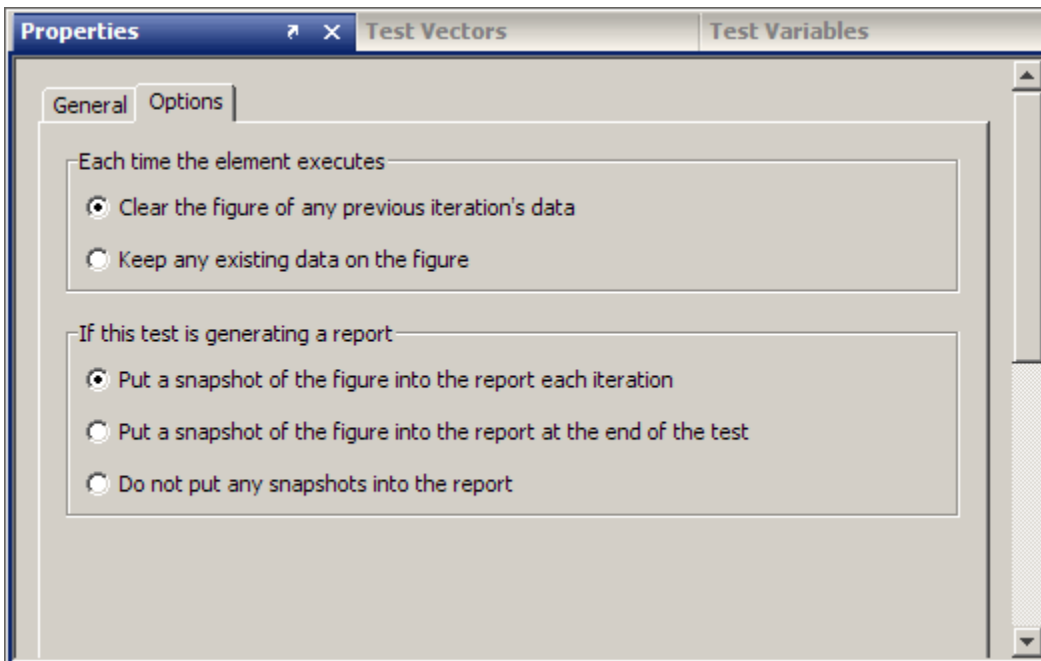 Properties Test Vectors Test Variables
General Options
Each time the element executes
Clear the figure of any previous iteration's data
Keep any existing data on the figure
If this test is generating a report
Put a snapshot of the figure into the report each iteration
Put a snapshot of the figure into the report at the end of the test
Do not put any snapshots into the report